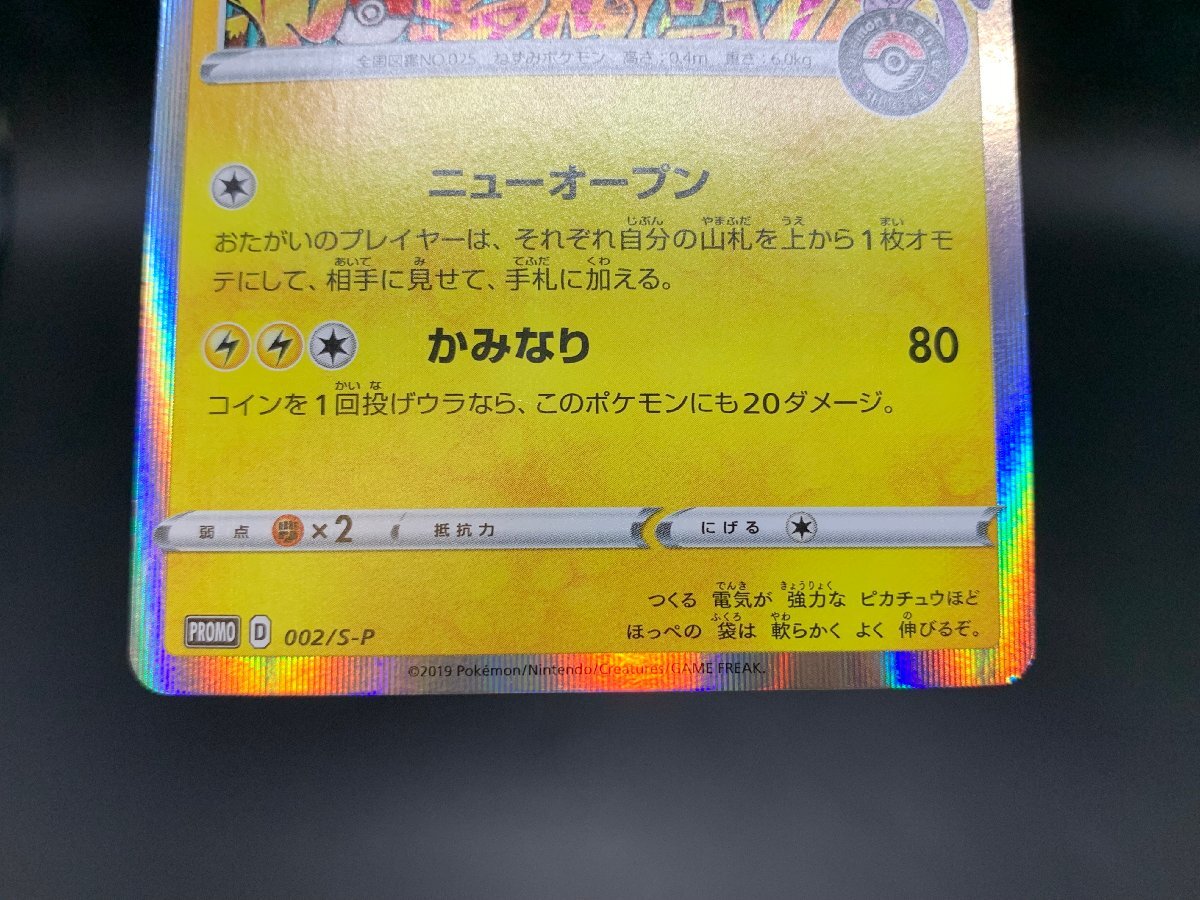 全国図鑑NO.025 ねずみポケモン 高さ:0.4m 重さ:6.0kg
ニューオープン
おたがいのプレイヤーは、それぞれ自分の山札を上から1枚オモ
テにして、相手に見せて、手札に加える。
かみなり 80
コインを1回投げウラなら、このポケモンにも20ダメージ。
弱点 ×2 抵抗力 にげる
つくる 電気が 強力な ピカチュウほど
ほっぺの 袋は 軟らかく よく 伸びるぞ。
PROMO D 002/S-P
©2019 Pokémon/Nintendo/Creatures/GAME FREAK.